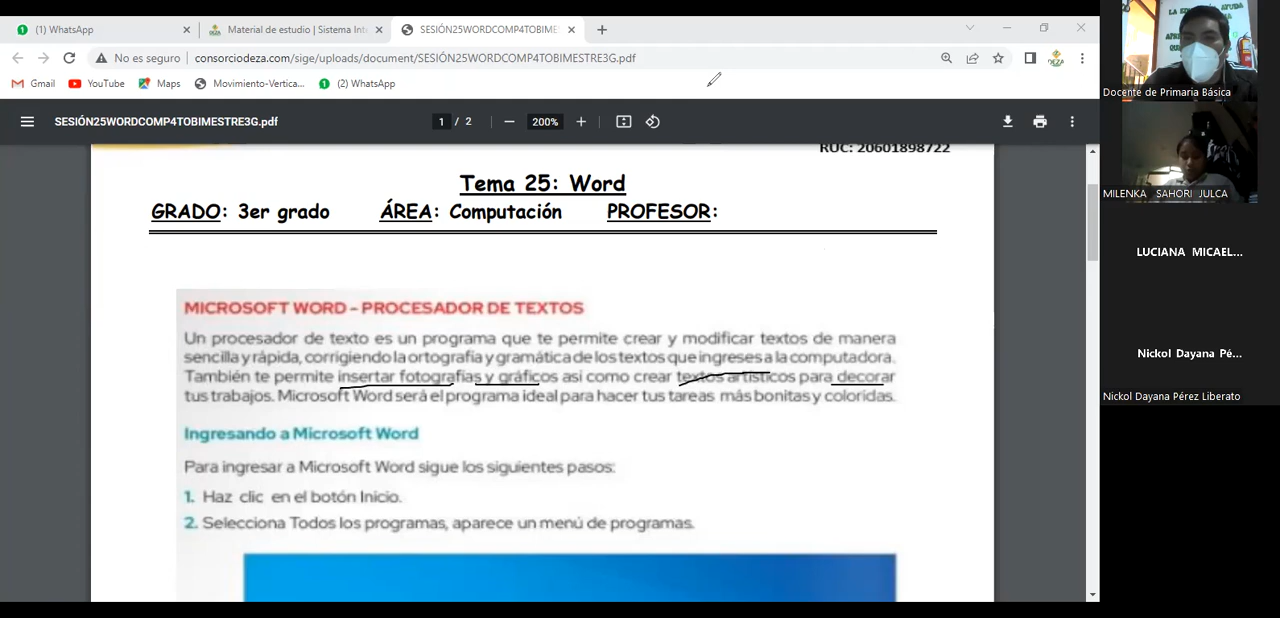 (1) WhatsApp
Material de estudio | Sistema Int
SESIÓN25WORDCOMP4TOBIMESTRE
No es seguro
consorciodeza.com/sige/upload/document/SESIÓN25WORDCOMP4TOBIMESTRE3G.pdf
Gmail
YouTube
Maps
Movimiento-Vertica...
(2) WhatsApp
SESIÓN25WORDCOMP4TOBIMESTRE3G.pdf
1 / 2
200%
RUC: 20601898722
Tema 25: Word
GRADO: 3er grado ÁREA: Computación PROFESOR:
MICROSOFT WORD – PROCESADOR DE TEXTOS
Un procesador de texto es un programa que te permite crear y modificar textos de manera
sencilla y rápida, corrigiendo la ortografía y gramática de los textos que ingreses a la computadora.
También te permite insertar fotografías y gráficos así como crear textos artísticos para decorar
tus trabajos. Microsoft Word será el programa ideal para hacer tus tareas más bonitas y coloridas.
Ingresando a Microsoft Word
Para ingresar a Microsoft Word sigue los siguientes pasos:
1. Haz clic en el botón Inicio.
2. Selecciona Todos los programas, aparece un menú de programas.
LA EDUCACIÓN AYUDA
Docente de Primaria Básica
MILENKA SAHORI JULCA
LUCIANA MICAEL...
Nickol Dayana Pé...
Nickol Dayana Pérez Liberato